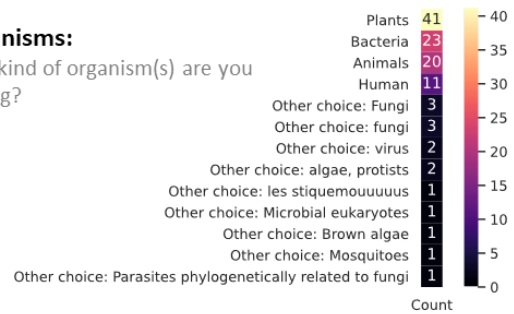 nisms:
kind of organism(s) are you
g?
Plants 41
Bacteria 23
Animals 20
Human 11
Other choice: Fungi 3
Other choice: fungi 3
Other choice: virus 2
Other choice: algae, protists 2
Other choice: les stiquemouuuuus 1
Other choice: Microbial eukaryotes 1
Other choice: Brown algae 1
Other choice: Mosquitoes 1
Other choice: Parasites phylogenetically related to fungi 1
Count
40
35
30
25
20
15
10
5
0